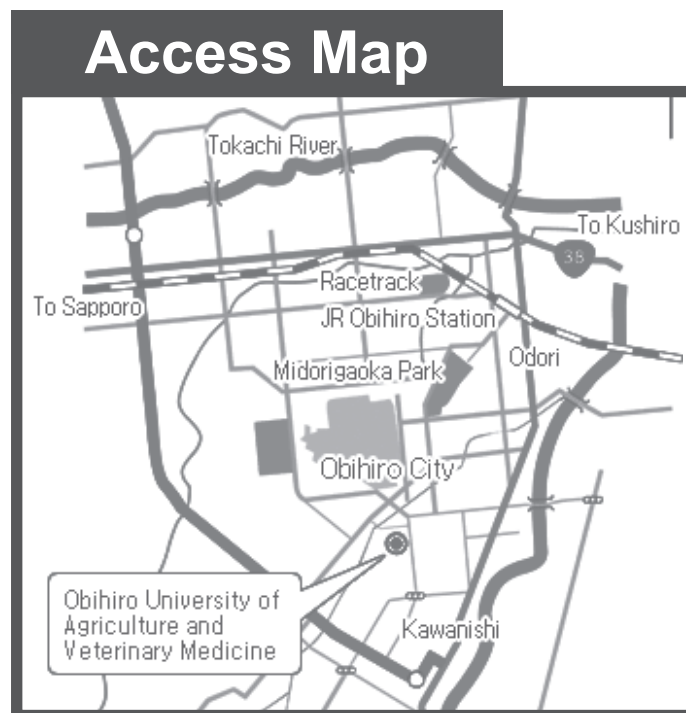 Access Map
Tokachi River
To Kushiro
38
Racetrack
To Sapporo
JR Obihiro Station
Odori
Midorigaoka Park
Obihiro City
Obihiro University of
Agriculture and
Veterinary Medicine
Kawanishi